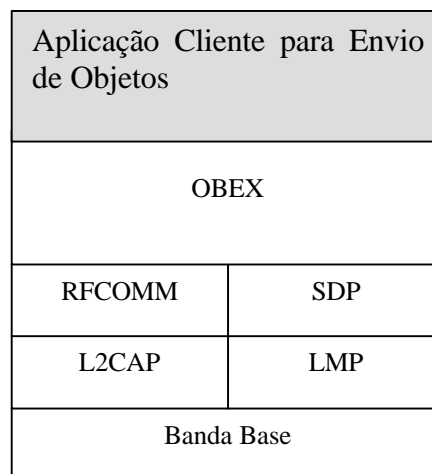 Aplicação Cliente para Envio
de Objetos
OBEX
RFCOMM SDP
L2CAP LMP
Banda Base